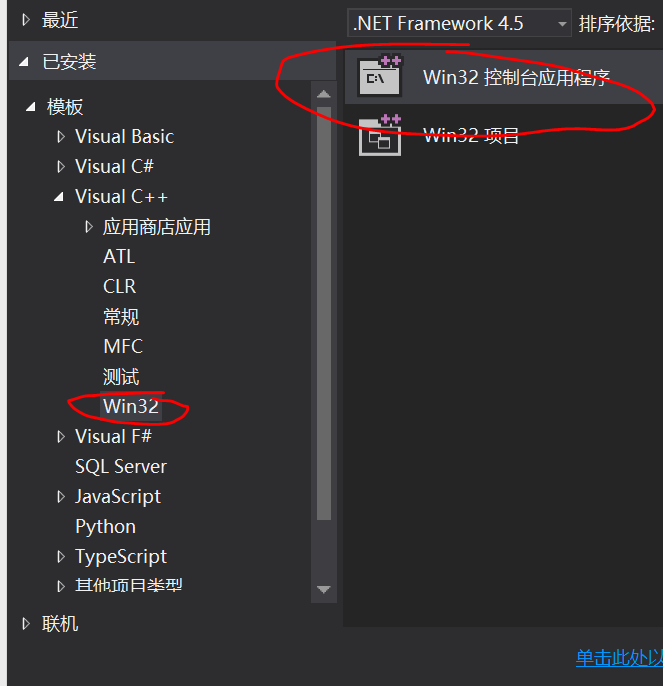 最近
已安装
模板
Visual Basic
Visual C#
Visual C++
应用商店应用
ATL
CLR
常规
MFC
测试
Win32
Visual F#
SQL Server
JavaScript
Python
TypeScript
其他项目类型
联机
.NET Framework 4.5 排序依据:
C:\ Win32 控制台应用程序
Win32 项目
单击此处以